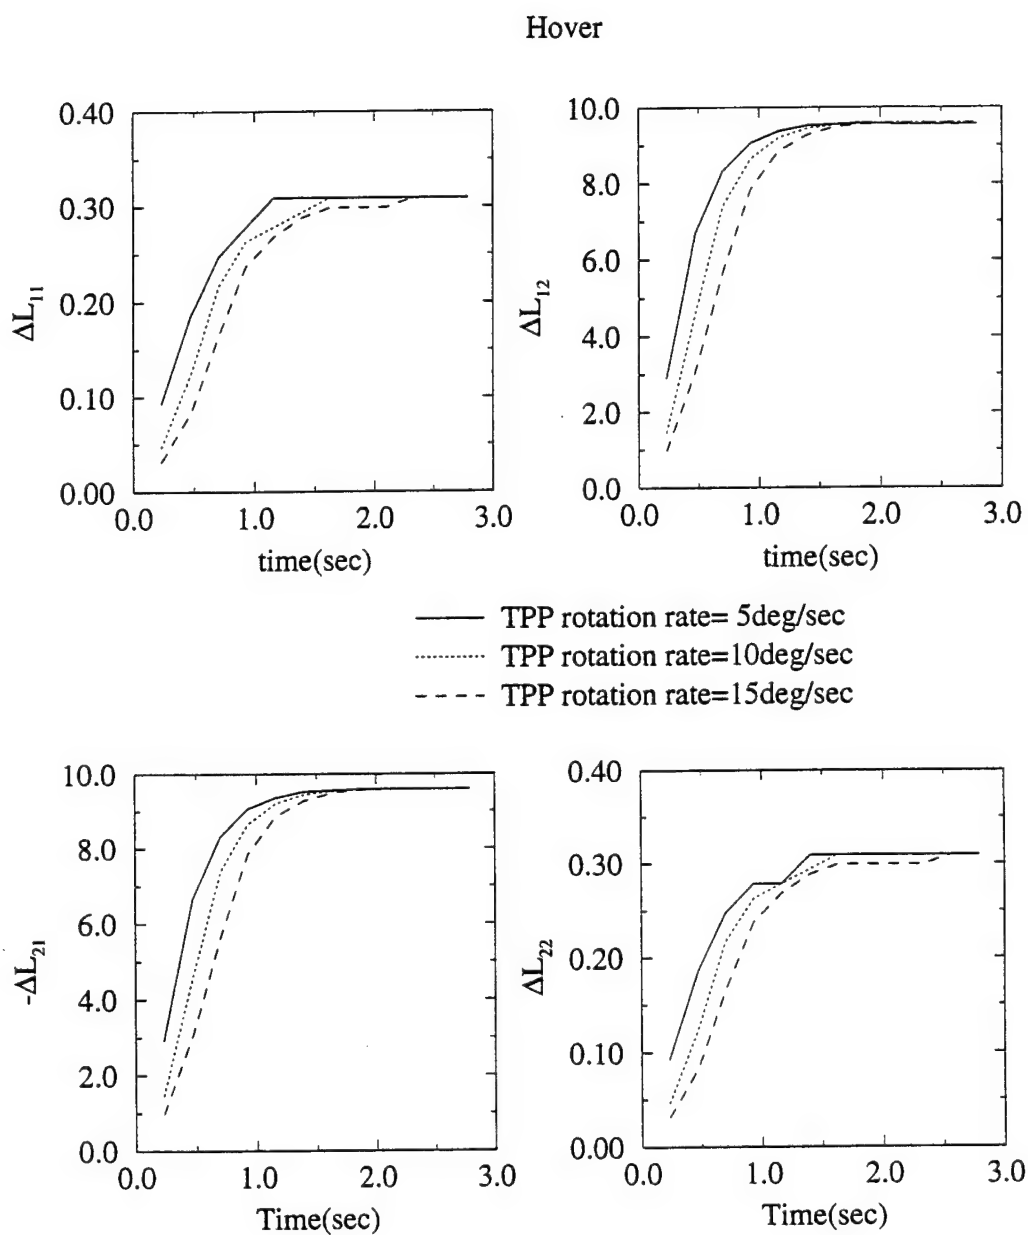 Hover
0.40
0.30
0.20
0.10
0.00
ΔL11
0.0 1.0 2.0 3.0
time(sec)
10.0
8.0
6.0
4.0
2.0
0.0
ΔL12
0.0 1.0 2.0 3.0
time(sec)
TPP rotation rate= 5deg/sec
TPP rotation rate=10deg/sec
TPP rotation rate=15deg/sec
10.0
8.0
6.0
4.0
2.0
0.0
-ΔL21
0.0 1.0 2.0 3.0
Time(sec)
0.40
0.30
0.20
0.10
0.00
ΔL22
0.0 1.0 2.0 3.0
Time(sec)